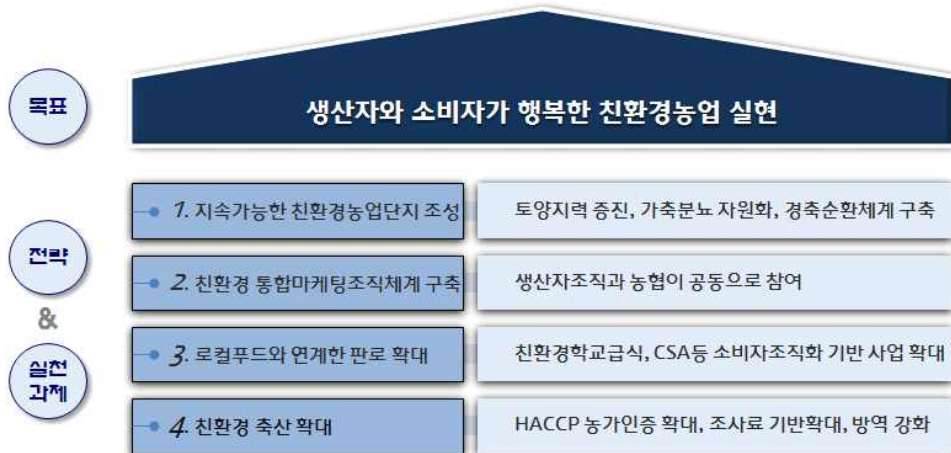 목표
생산자와 소비자가 행복한 친환경농업 실현
전략
&
실천
과제
1. 지속가능한 친환경농업단지 조성
토양지력 증진, 가축분뇨 자원화, 경축순환체계 구축
2. 친환경 통합마케팅조직체계 구축
생산자조직과 농협이 공동으로 참여
3. 로컬푸드와 연계한 판로 확대
친환경학교급식, CSA등 소비자조직화 기반 사업 확대
4. 친환경 축산 확대
HACCP 농가인증 확대, 조사료 기반확대, 방역 강화